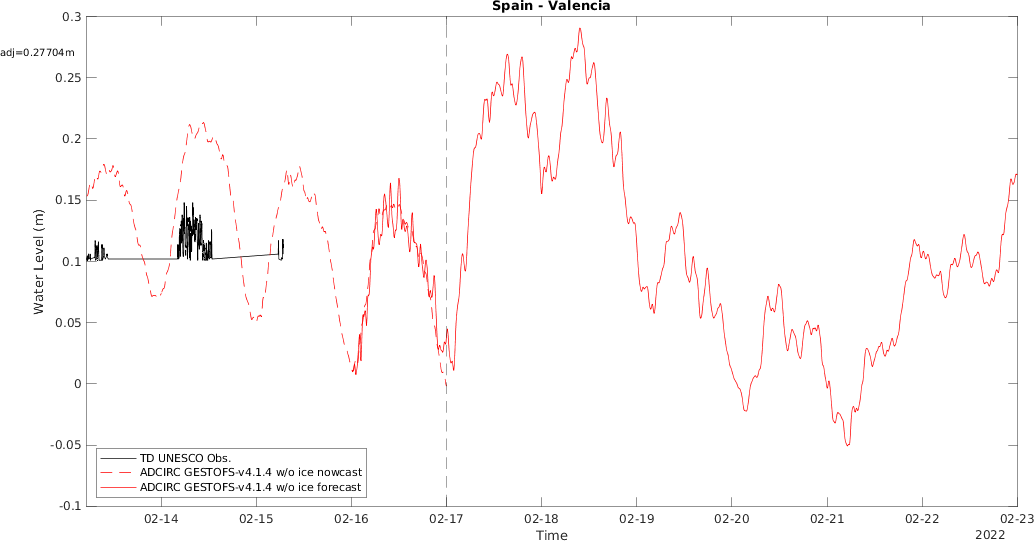 Spain - Valencia
adj=0.27704m
0.3
0.25
0.2
0.15
0.1
0.05
0
-0.05
-0.1
Water Level (m)
TD UNESCO Obs.
ADCIRC GESTOFS-v4.1.4 w/o ice nowcast
ADCIRC GESTOFS-v4.1.4 w/o ice forecast
02-14 02-15 02-16 02-17 02-18 02-19 02-20 02-21 02-22 02-23
Time
2022